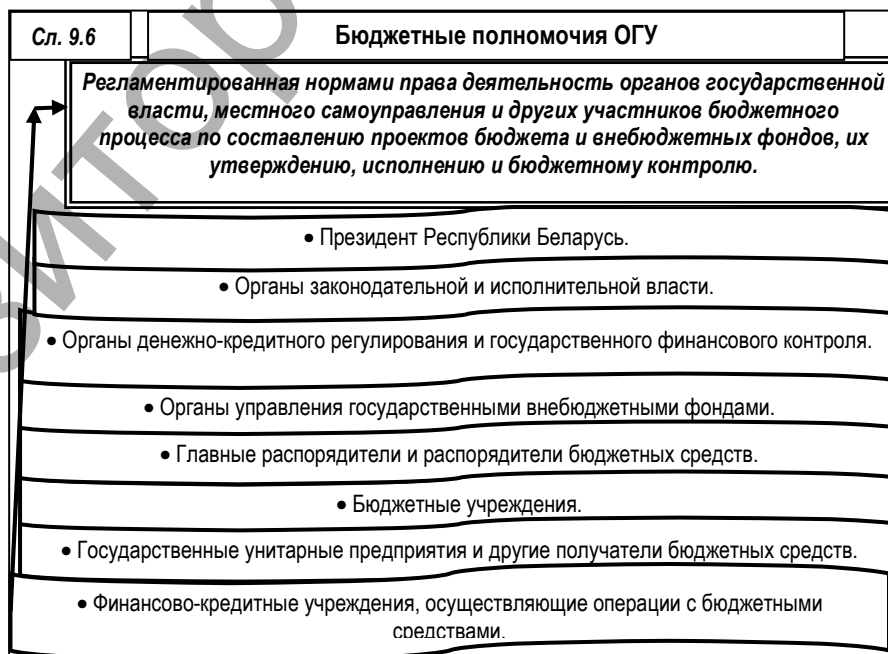 Сл. 9.6
Бюджетные полномочия ОГУ
Регламентированная нормами права деятельность органов государственной
власти, местного самоуправления и других участников бюджетного
процесса по составлению проектов бюджета и внебюджетных фондов, их
утверждению, исполнению и бюджетному контролю.
• Президент Республики Беларусь.
• Органы законодательной и исполнительной власти.
• Органы денежно-кредитного регулирования и государственного финансового контроля.
• Органы управления государственными внебюджетными фондами.
• Главные распорядители и распорядители бюджетных средств.
• Бюджетные учреждения.
• Государственные унитарные предприятия и другие получатели бюджетных средств.
• Финансово-кредитные учреждения, осуществляющие операции с бюджетными
средствами.